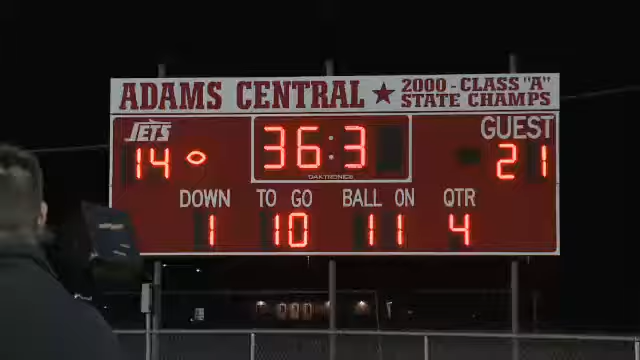 ADAMS CENTRAL ★ 2000 - CLASS "A"
STATE CHAMPS
JETS 36:3 GUEST
14 21
DAKTRONICS
DOWN TO GO BALL ON QTR
1 10 11 4